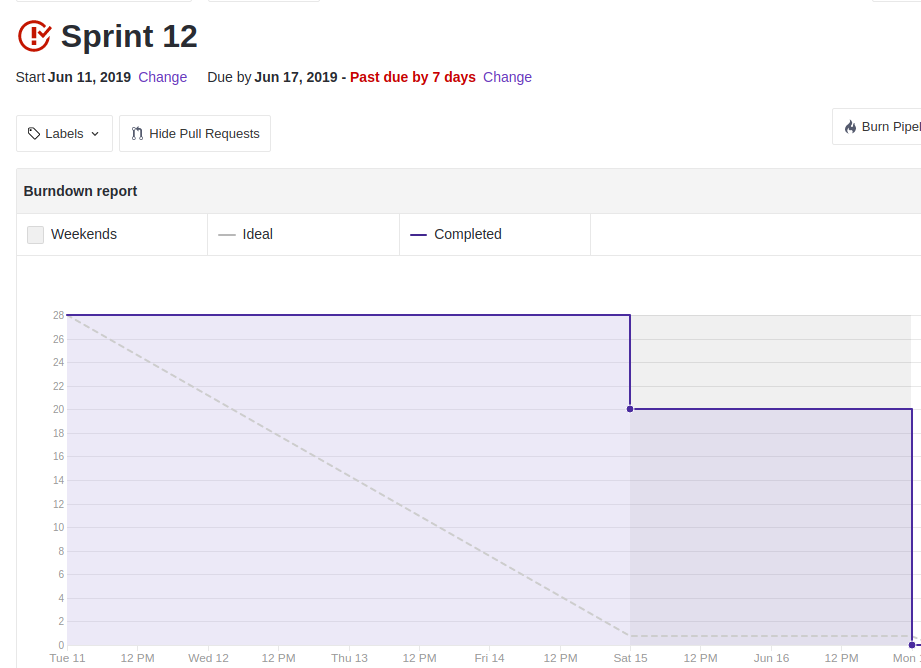 Sprint 12
Start Jun 11, 2019 Change Due by Jun 17, 2019 - Past due by 7 days Change
Labels Hide Pull Requests Burn Pipel
Burndown report
Weekends Ideal Completed
28
26
24
22
20
18
16
14
12
10
8
6
4
2
0
Tue 11 12 PM Wed 12 12 PM Thu 13 12 PM Fri 14 12 PM Sat 15 12 PM Jun 16 12 PM Mon